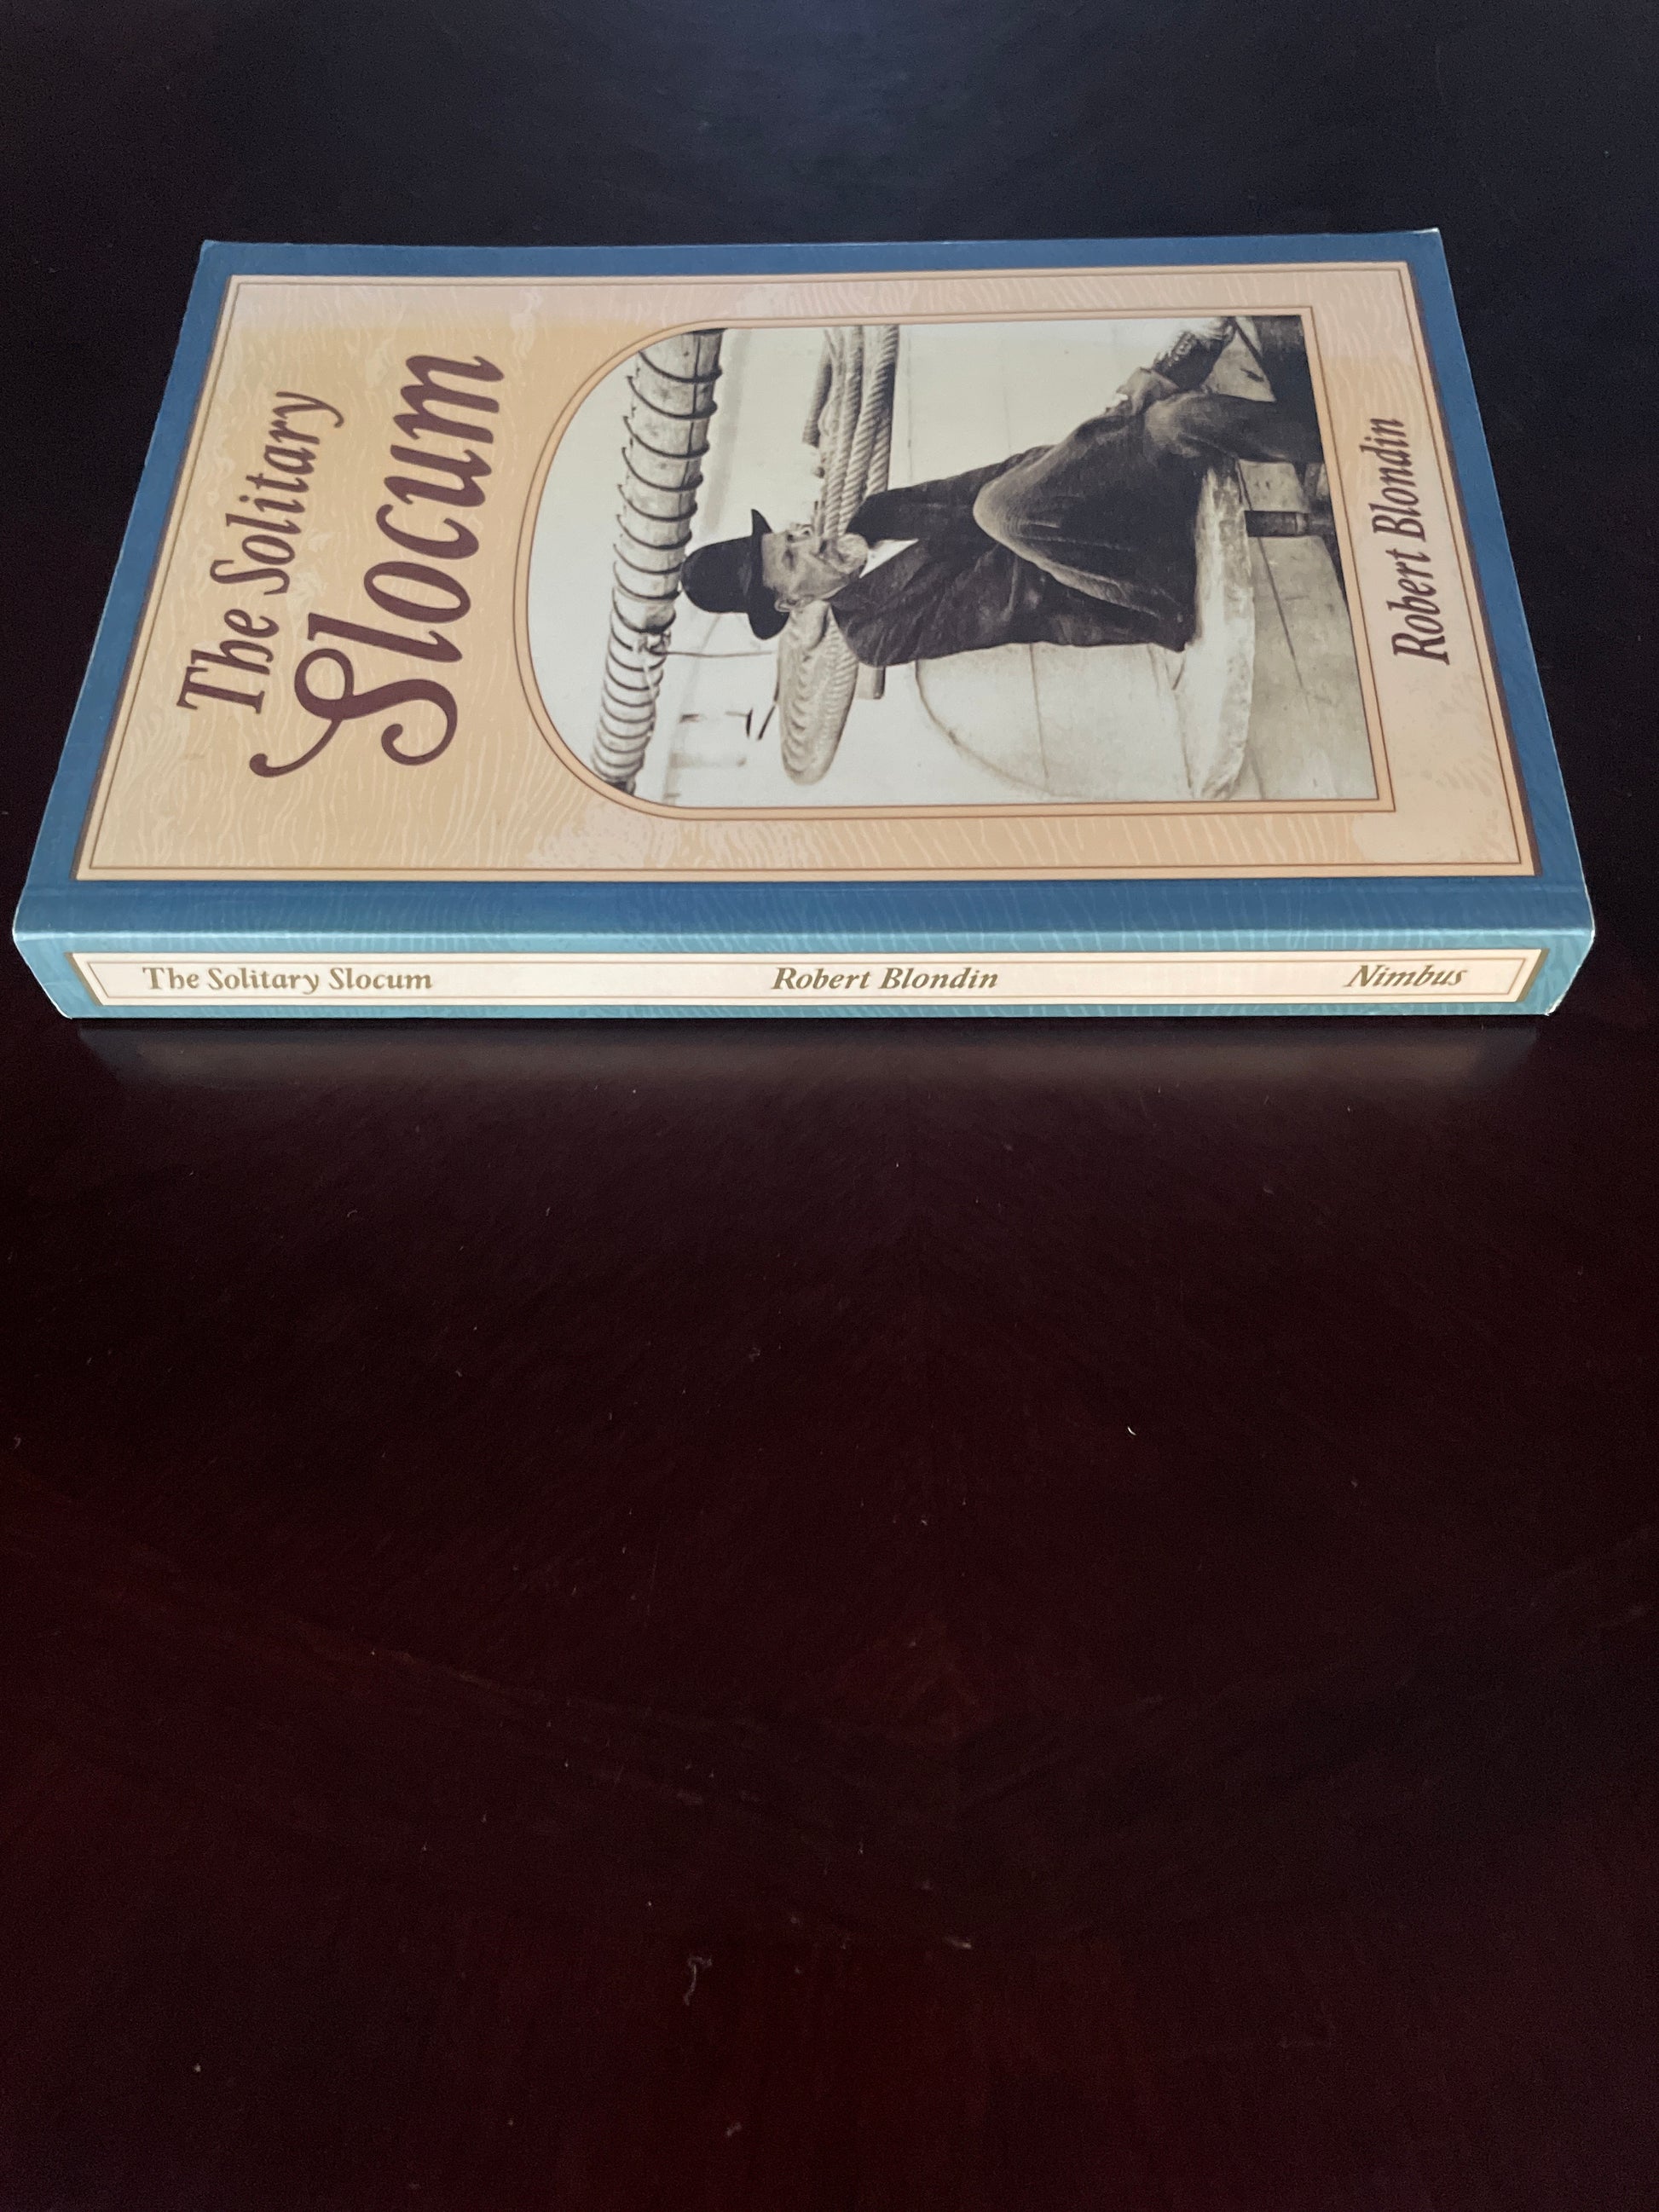 The Solitary
Slocum
Robert Blondin
The Solitary Slocum Robert Blondin Nimbus